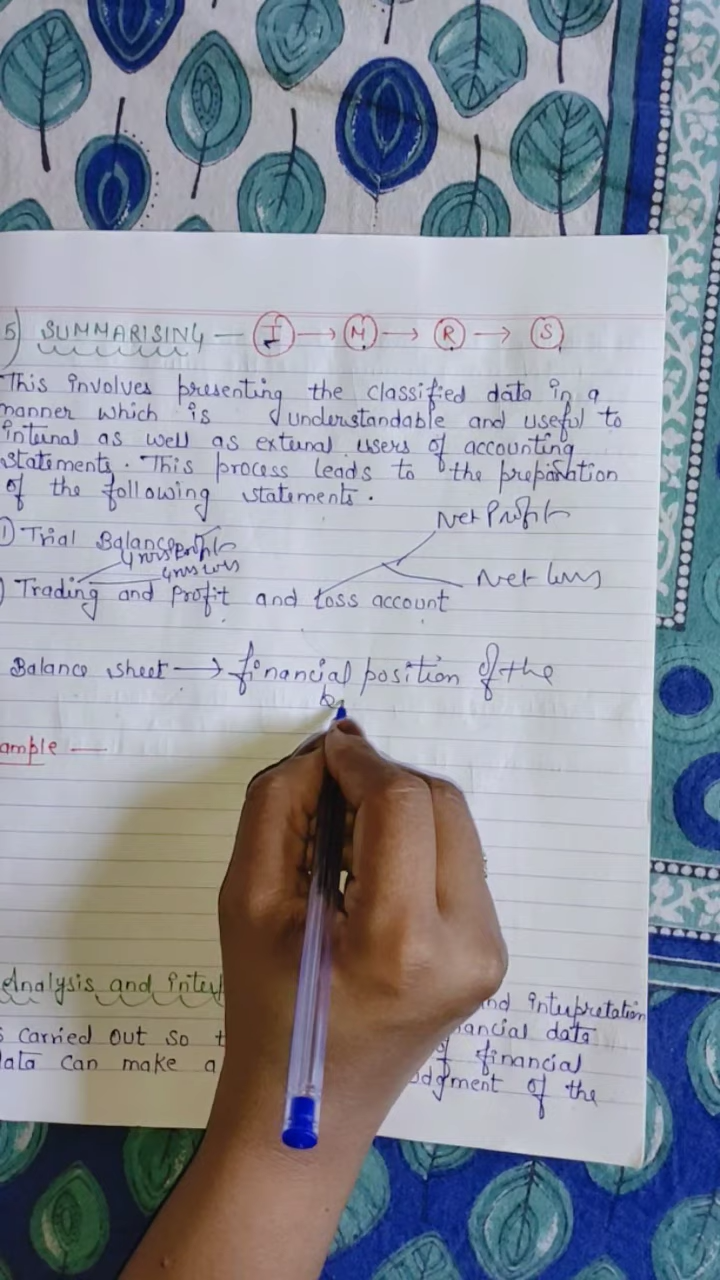 5) SUMMARISING — I → M → R → S
This involves presenting the classified data in a
manner which is understandable and useful to
internal as well as external users of accounting
statements. This process leads to the preparation
of the following statements.
Net Profit
1) Trial Balance
Gross Profit
Gross loss
Net loss
) Trading and Profit and loss account
Balance sheet → financial position of the
b
ample —
Analysis and inter
and interpretation
s carried out so t
ancial data
data can make a
of financial
odgment of the